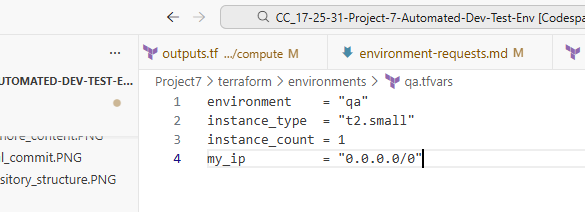 CC_17-25-31-Project-7-Automated-Dev-Test-Env [Codespa
outputs.tf .../compute M
environment-requests.md M
UTOMATED-DEV-TEST-E...
Project7 > terraform > environments > qa.tfvars
1 environment = "qa"
2 instance_type = "t2.small"
3 instance_count = 1
4 my_ip = "0.0.0.0/0"
nore_content.PNG
al_commit.PNG
sitory_structure.PNG